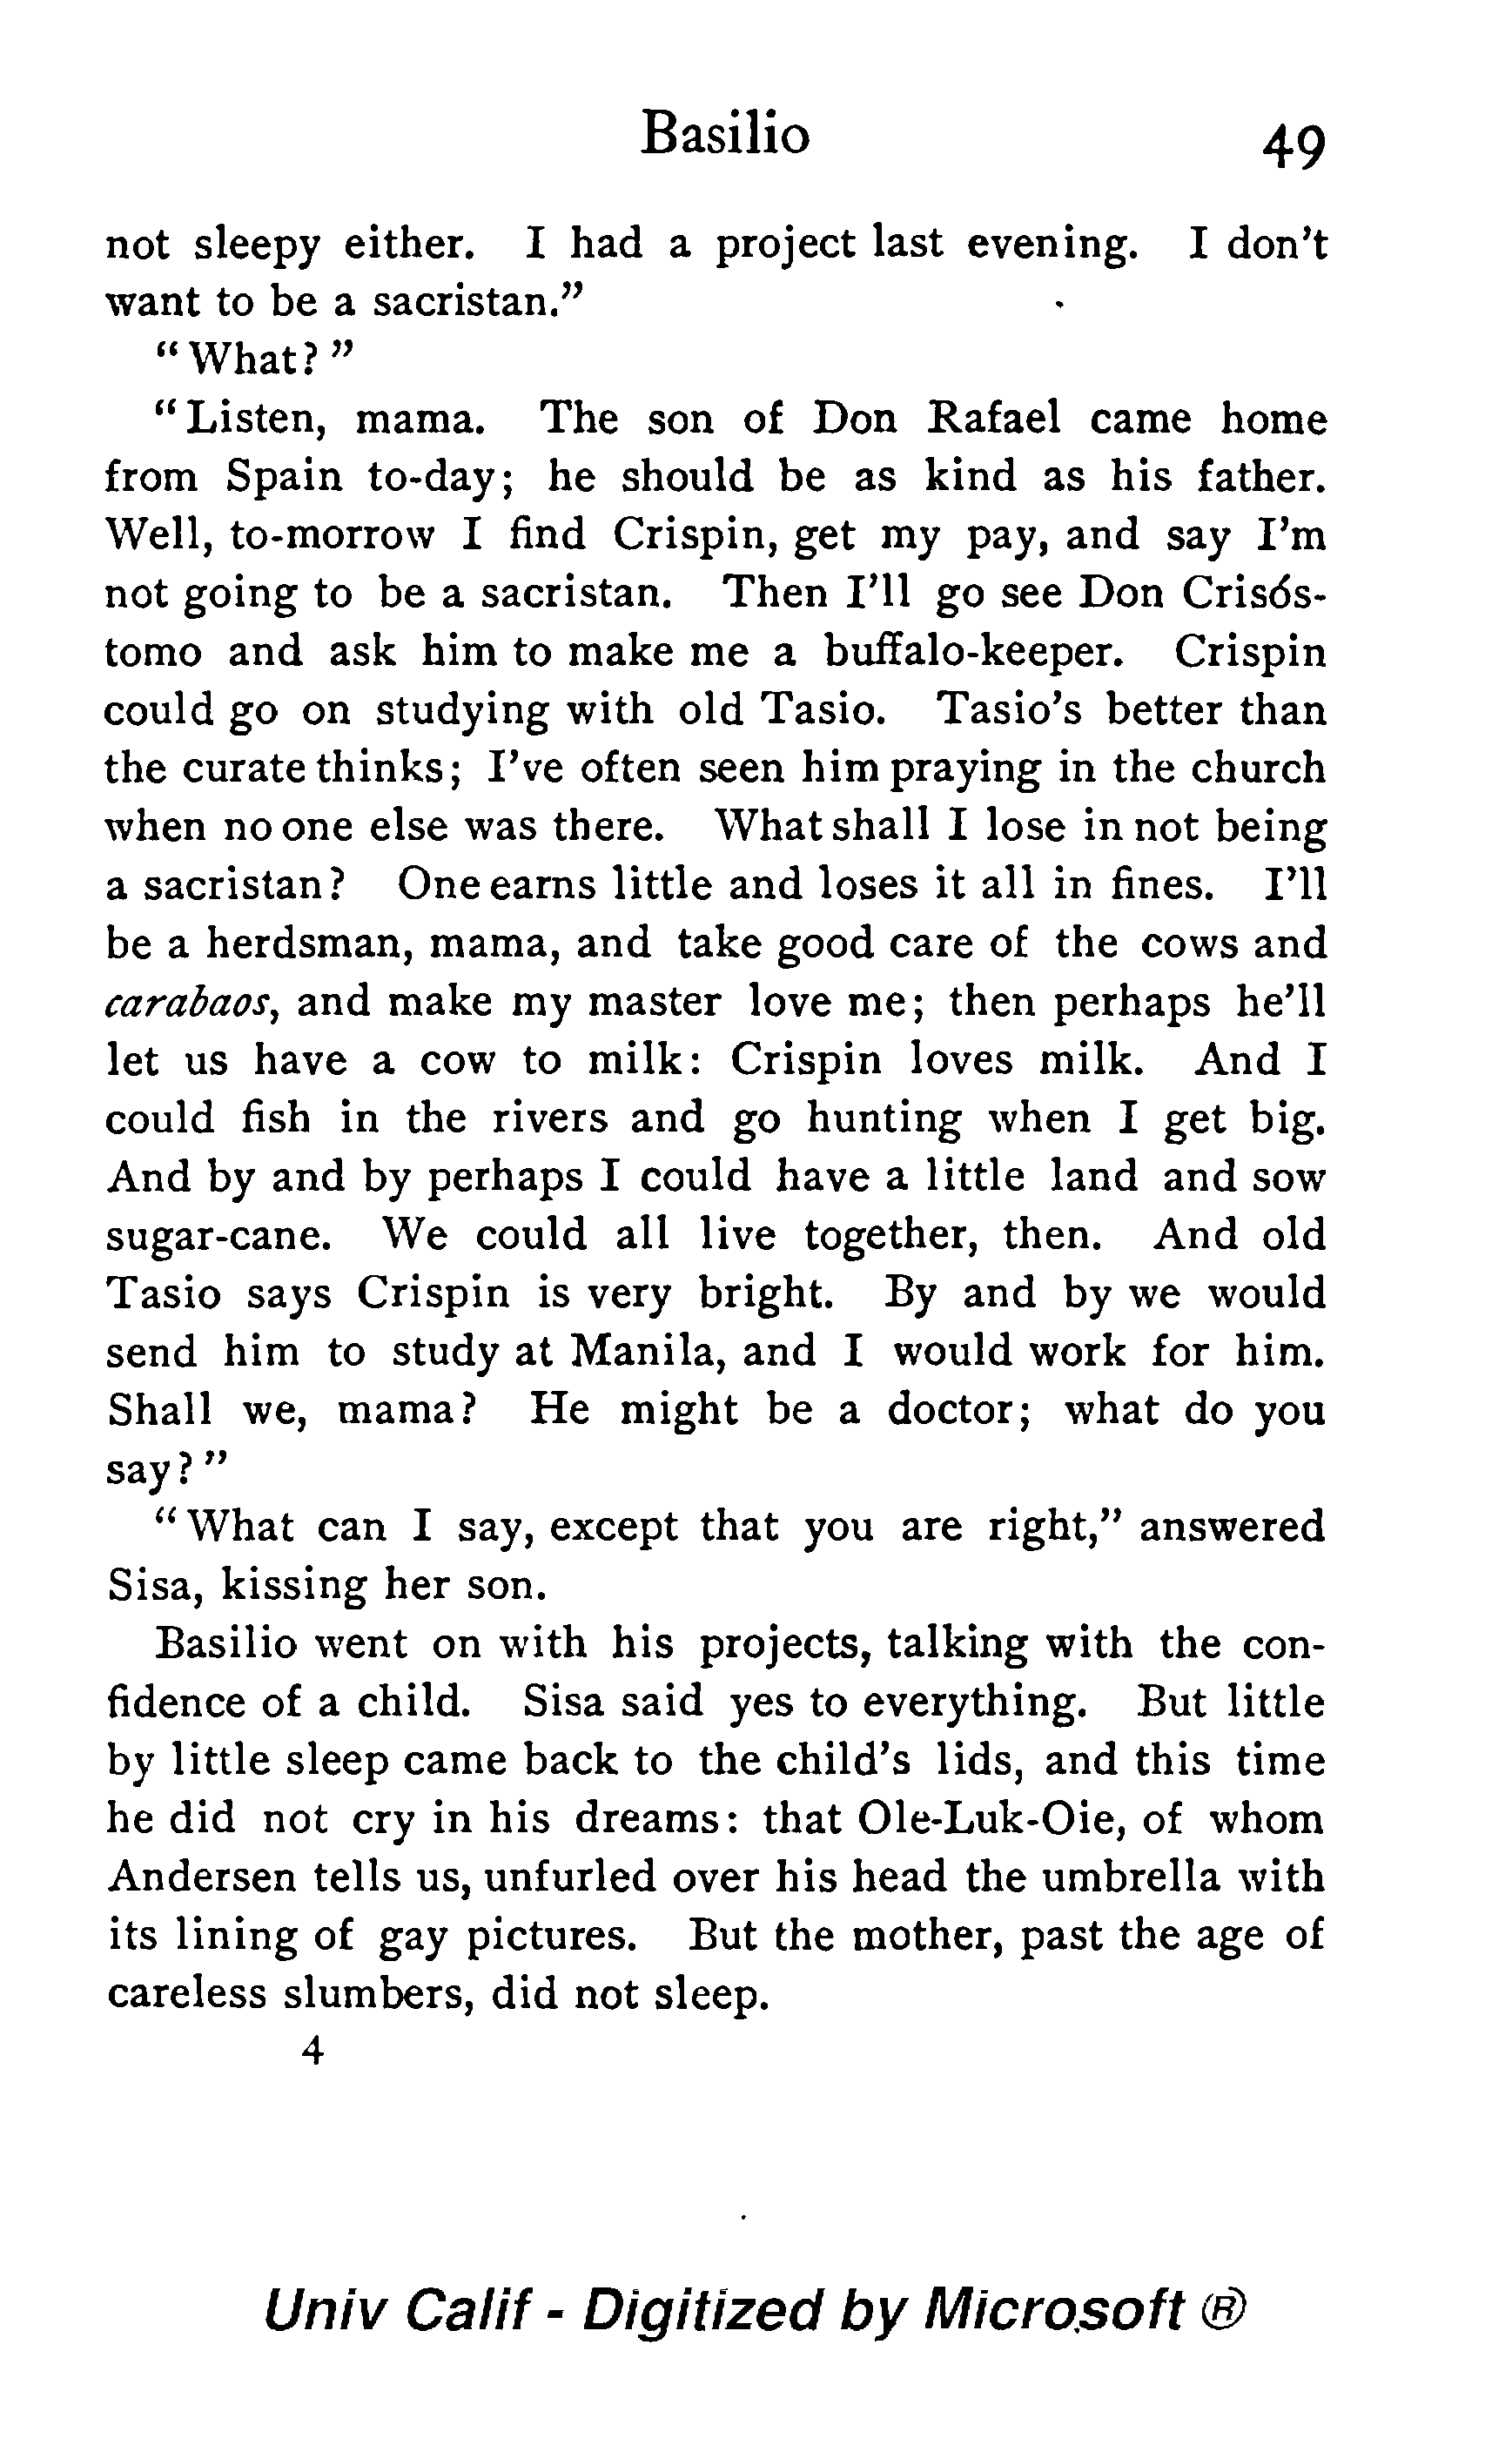 Basilio 49
not sleepy either. I had a project last evening. I don't
want to be a sacristan."
"What?"
"Listen, mama. The son of Don Rafael came home
from Spain to-day; he should be as kind as his father.
Well, to-morrow I find Crispin, get my pay, and say I'm
not going to be a sacristan. Then I'll go see Don Crisós-
tomo and ask him to make me a buffalo-keeper. Crispin
could go on studying with old Tasio. Tasio's better than
the curate thinks; I've often seen him praying in the church
when no one else was there. What shall I lose in not being
a sacristan? One earns little and loses it all in fines. I'll
be a herdsman, mama, and take good care of the cows and
carabaos, and make my master love me; then perhaps he'll
let us have a cow to milk: Crispin loves milk. And I
could fish in the rivers and go hunting when I get big.
And by and by perhaps I could have a little land and sow
sugar-cane. We could all live together, then. And old
Tasio says Crispin is very bright. By and by we would
send him to study at Manila, and I would work for him.
Shall we, mama? He might be a doctor; what do you
say?"
"What can I say, except that you are right," answered
Sisa, kissing her son.
Basilio went on with his projects, talking with the con-
fidence of a child. Sisa said yes to everything. But little
by little sleep came back to the child's lids, and this time
he did not cry in his dreams: that Ole-Luk-Oie, of whom
Andersen tells us, unfurled over his head the umbrella with
its lining of gay pictures. But the mother, past the age of
careless slumbers, did not sleep.
4
Univ Calif - Digitized by Microsoft ®